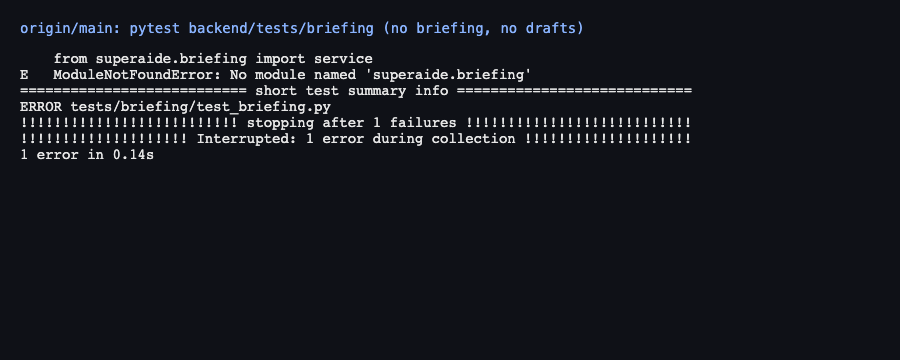 origin/main: pytest backend/tests/briefing (no briefing, no drafts)
    from superaide.briefing import service
E   ModuleNotFoundError: No module named 'superaide.briefing'
=========================== short test summary info ============================
ERROR tests/briefing/test_briefing.py
!!!!!!!!!!!!!!!!!!!!!!!!!! stopping after 1 failures !!!!!!!!!!!!!!!!!!!!!!!!!!!
!!!!!!!!!!!!!!!!!!!! Interrupted: 1 error during collection !!!!!!!!!!!!!!!!!!!!
1 error in 0.14s